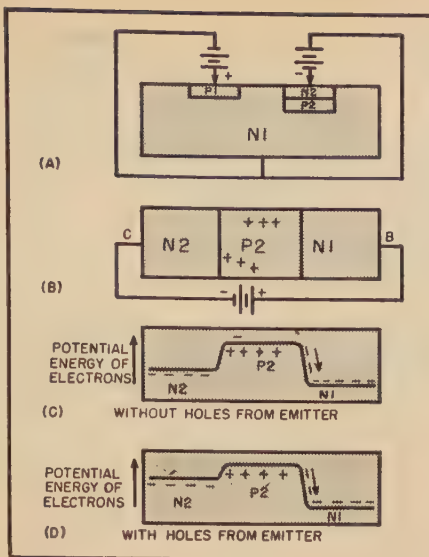 + -
P1 N2
P2
N1
(A)
+++
C N2 P2 N1 B
+++
(B) - +
POTENTIAL
ENERGY OF
ELECTRONS
-
++++
P2
N2
N1
(C) WITHOUT HOLES FROM EMITTER
POTENTIAL
ENERGY OF
ELECTRONS
++++
N2 P2
N1
(D) WITH HOLES FROM EMITTER